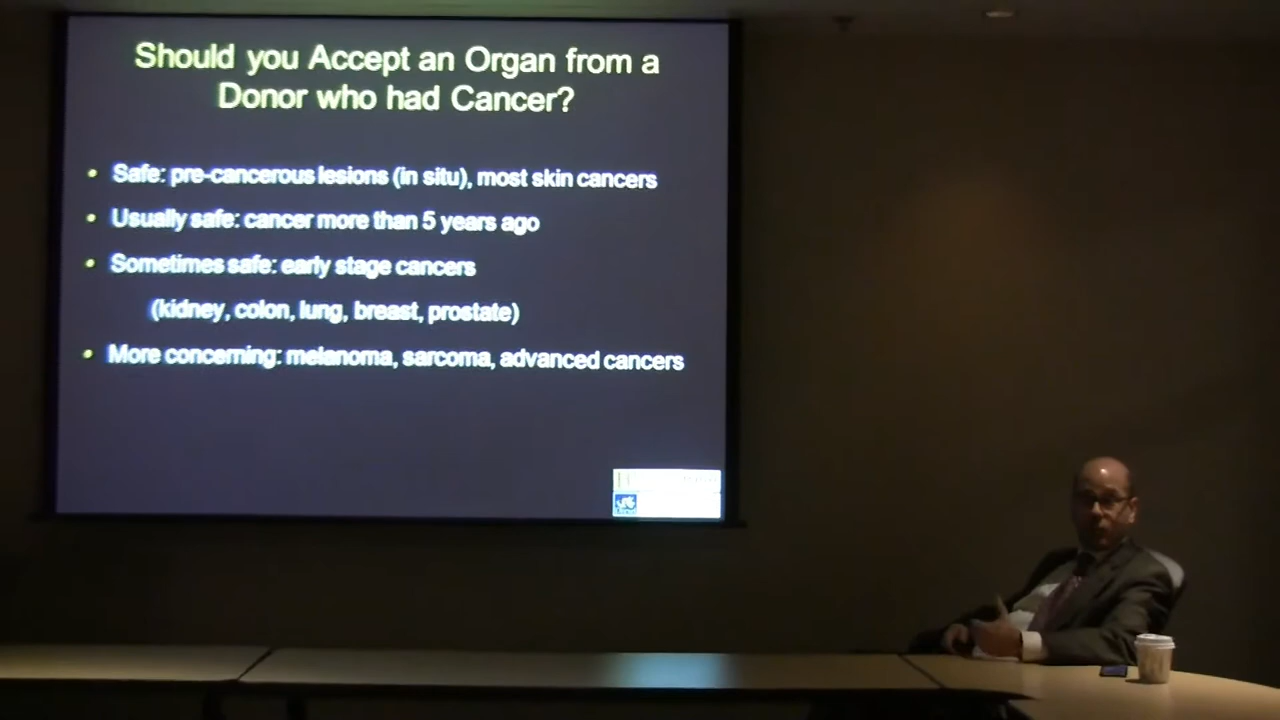 Should you Accept an Organ from a
Donor who had Cancer?
• Safe: pre-cancerous lesions (in situ), most skin cancers
• Usually safe: cancer more than 5 years ago
• Sometimes safe: early stage cancers
(kidney, colon, lung, breast, prostate)
• More concerning: melanoma, sarcoma, advanced cancers